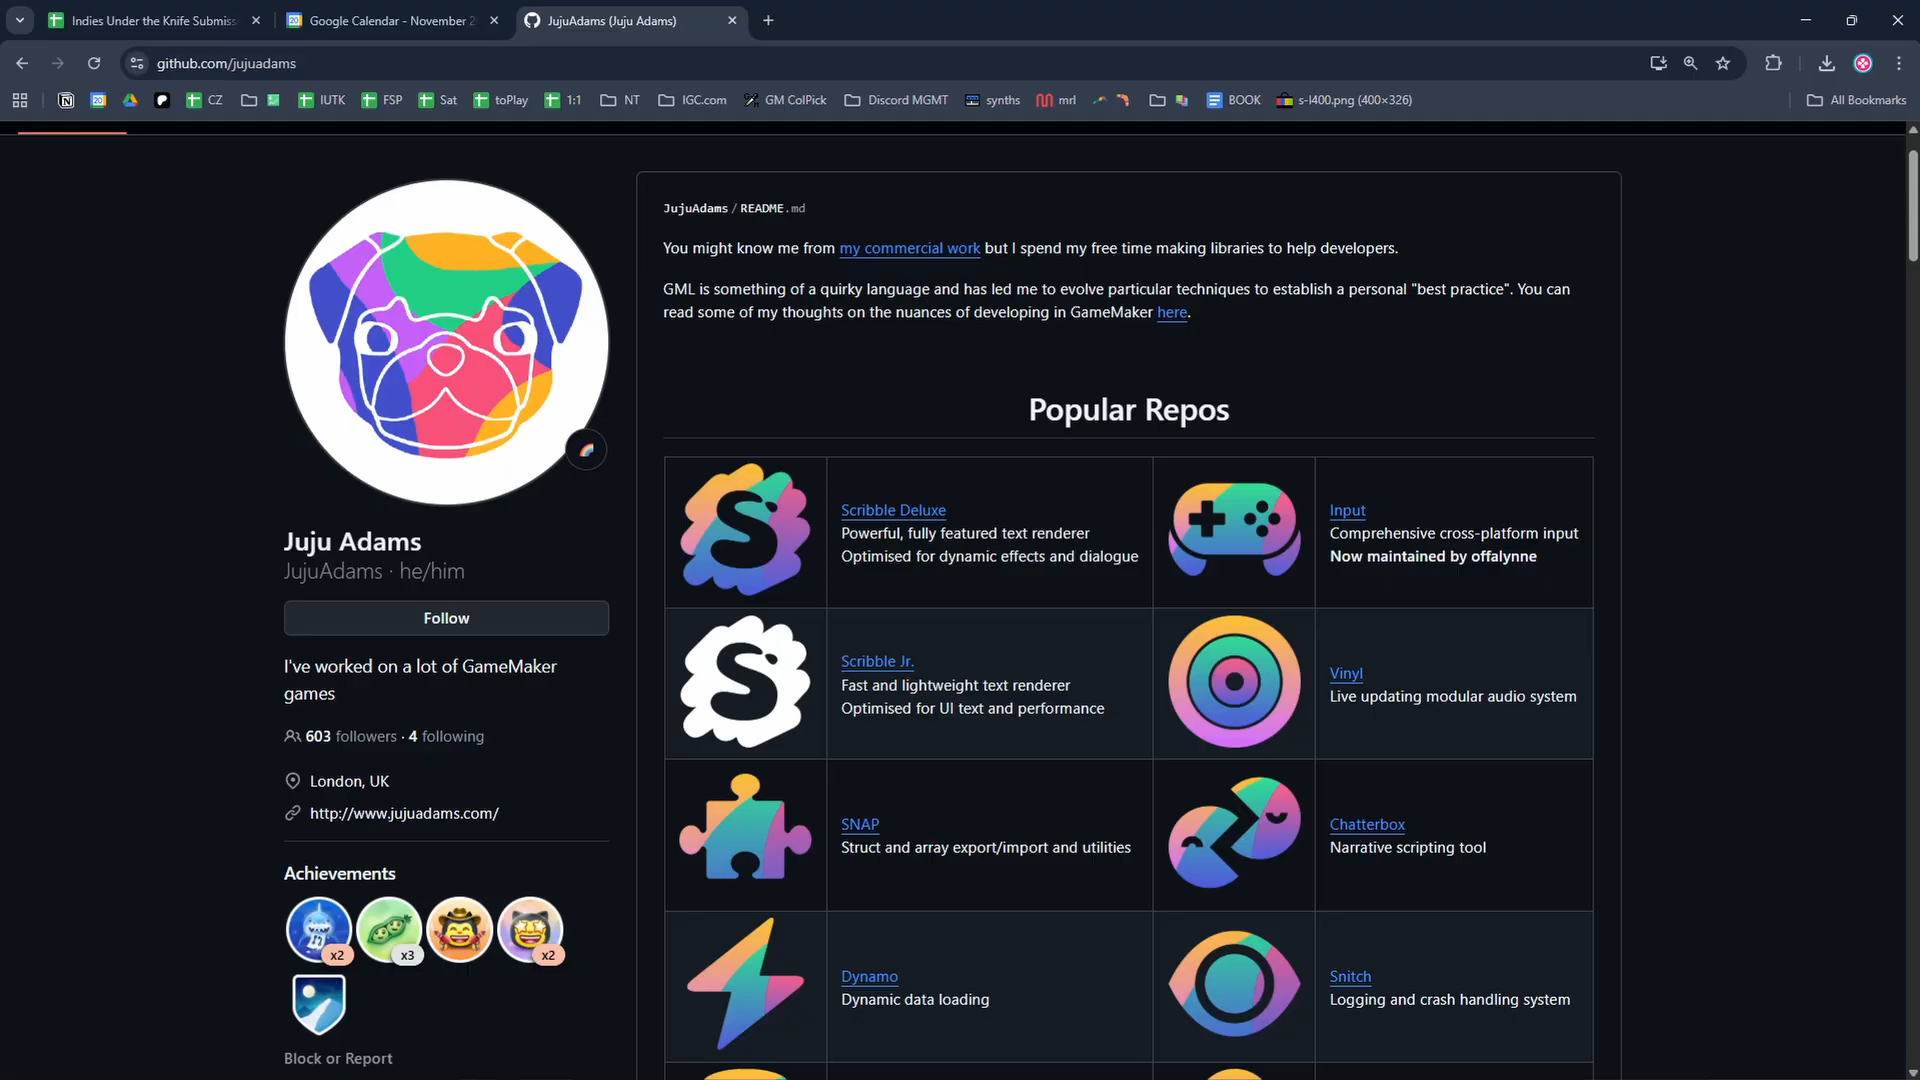 Indies Under the Knife Submiss
Google Calendar - November 2
JujuAdams (Juju Adams)
github.com/jujuadams
CZ
IUTK
FSP
Sat
toPlay
1:1
NT
IGC.com
GM ColPick
Discord MGMT
synths
mrl
BOOK
s-l400.png (400×326)
All Bookmarks
JujuAdams / README.md
You might know me from my commercial work but I spend my free time making libraries to help developers.
GML is something of a quirky language and has led me to evolve particular techniques to establish a personal "best practice". You can
read some of my thoughts on the nuances of developing in GameMaker here.
Popular Repos
Scribble Deluxe
Powerful, fully featured text renderer
Optimised for dynamic effects and dialogue
Input
Comprehensive cross-platform input
Now maintained by offalynne
Scribble Jr.
Fast and lightweight text renderer
Optimised for UI text and performance
Vinyl
Live updating modular audio system
SNAP
Struct and array export/import and utilities
Chatterbox
Narrative scripting tool
Dynamo
Dynamic data loading
Snitch
Logging and crash handling system
Juju Adams
JujuAdams · he/him
Follow
I've worked on a lot of GameMaker
games
603 followers · 4 following
London, UK
http://www.jujuadams.com/
Achievements
x2
x3
x2
Block or Report